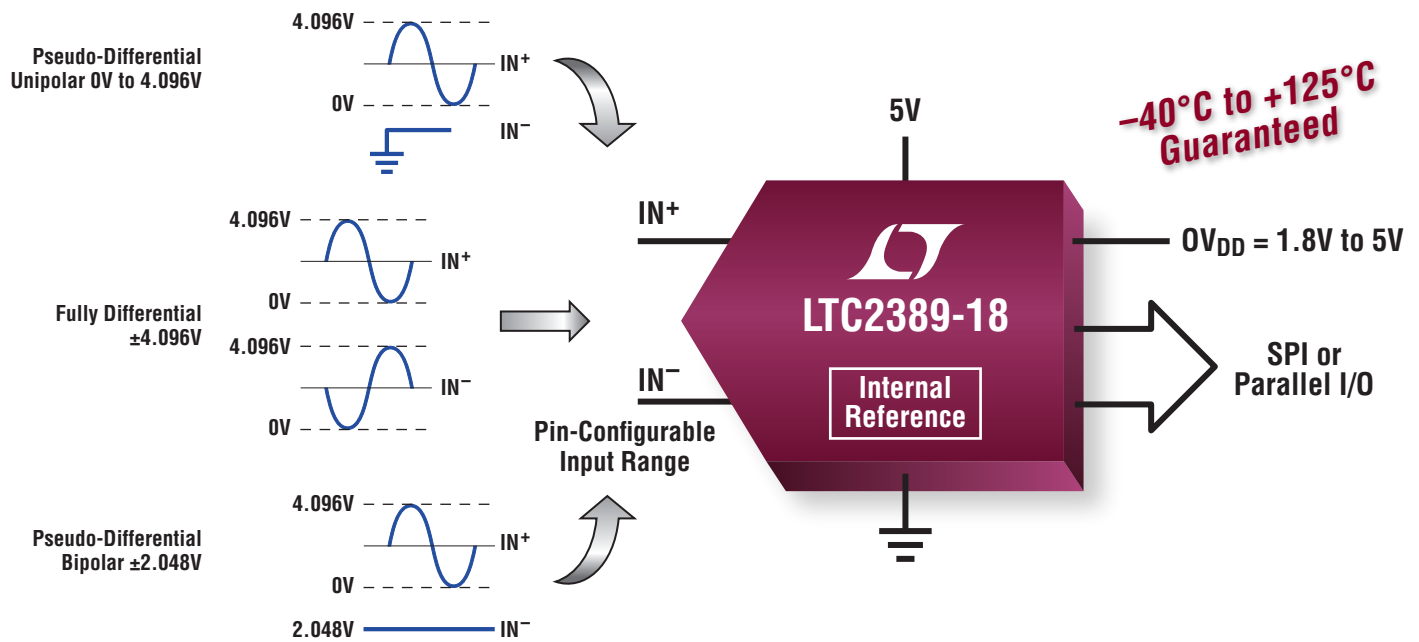 Pseudo-Differential
Unipolar 0V to 4.096V
4.096V
IN+
0V
IN−
4.096V
IN+
0V
Fully Differential
±4.096V
4.096V
IN−
0V
Pseudo-Differential
Bipolar ±2.048V
4.096V
IN+
0V
2.048V
IN−
Pin-Configurable
Input Range
5V
IN+
IN−
LTC2389-18
Internal
Reference
–40°C to +125°C
Guaranteed
OVDD = 1.8V to 5V
SPI or
Parallel I/O